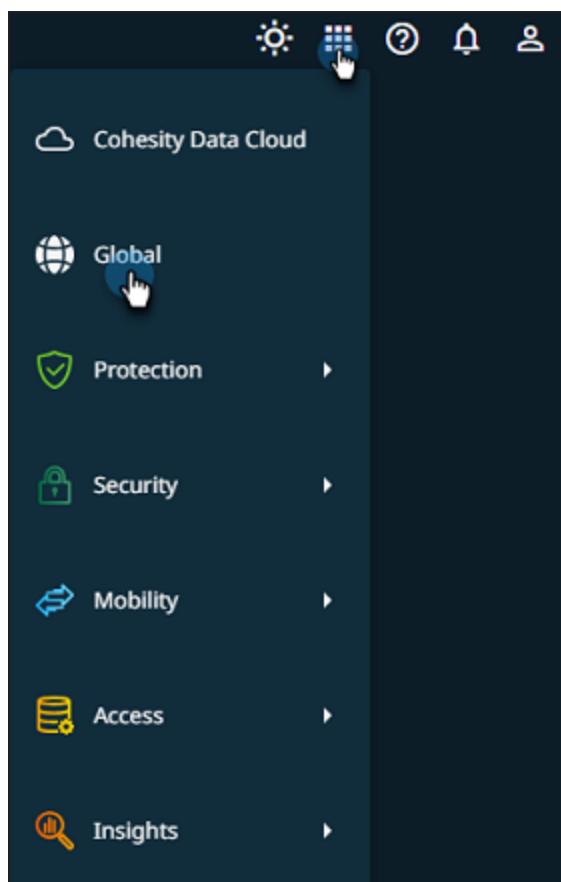 Cohesity Data Cloud
Global
Protection
Security
Mobility
Access
Insights